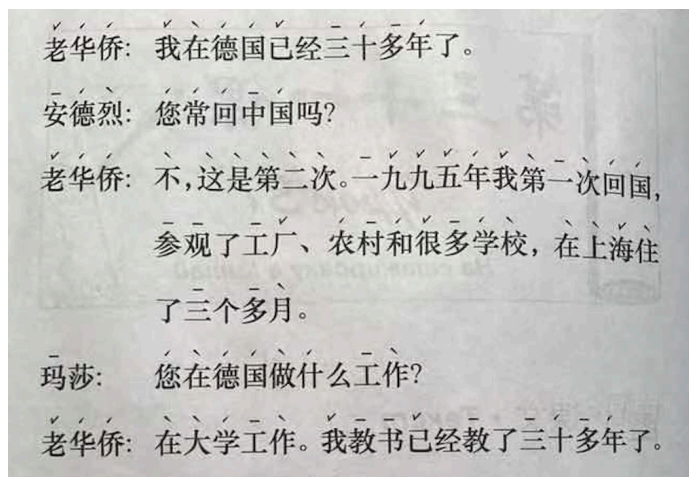 老华侨: 我在德国已经三十多年了。
安德烈: 您常回中国吗?
老华侨: 不,这是第二次。一九九五年我第一次回国,
参观了工厂、农村和很多学校, 在上海住
了三个多月。
玛莎: 您在德国做什么工作?
老华侨: 在大学工作。我教书已经教了三十多年了。